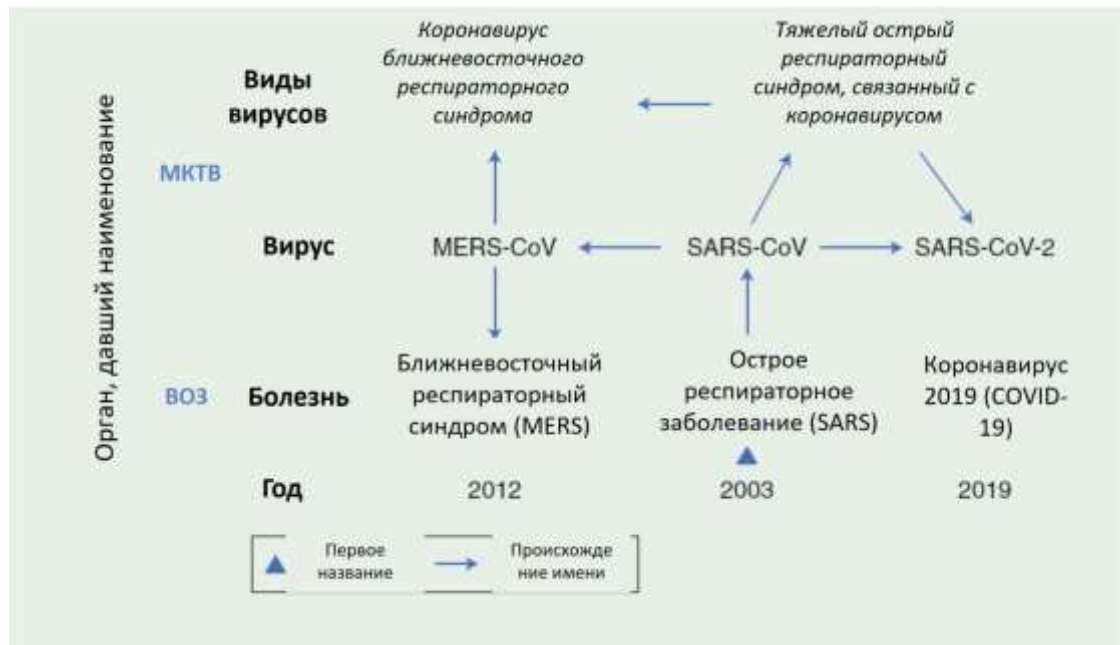 Орган, давший наименование
Виды
вирусов
Коронавирус
ближневосточного
респираторного
синдрома
Тяжелый острый
респираторный
синдром, связанный с
коронавирусом
МКТВ
Вирус
MERS-CoV
SARS-CoV
SARS-CoV-2
ВОЗ
Болезнь
Ближневосточный
респираторный
синдром (MERS)
Острое
респираторное
заболевание (SARS)
Коронавирус
2019 (COVID-
19)
Год
2012
2003
2019
Первое
название
Происхожде
ние имени